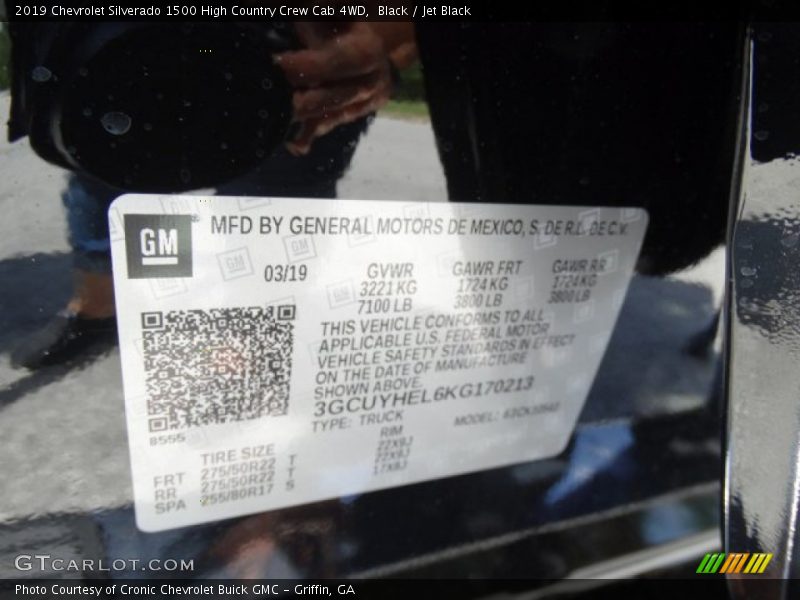 2019 Chevrolet Silverado 1500 High Country Crew Cab 4WD, Black / Jet Black
GM MFD BY GENERAL MOTORS DE MEXICO, S. DE R.L. DE C.V.
03/19 GVWR GAWR FRT GAWR RR
3221 KG 1724 KG 1724 KG
7100 LB 3800 LB 3800 LB
THIS VEHICLE CONFORMS TO ALL
APPLICABLE U.S. FEDERAL MOTOR
VEHICLE SAFETY STANDARDS IN EFFECT
ON THE DATE OF MANUFACTURE
SHOWN ABOVE.
3GCUYHEL6KG170213
TYPE: TRUCK MODEL:
8555
TIRE SIZE RIM
FRT 275/50R22 T 22X9J
RR 275/50R22 T 22X9J
SPA 255/80R17 S 17X8J
GTCARLOT.COM
Photo Courtesy of Cronic Chevrolet Buick GMC - Griffin, GA